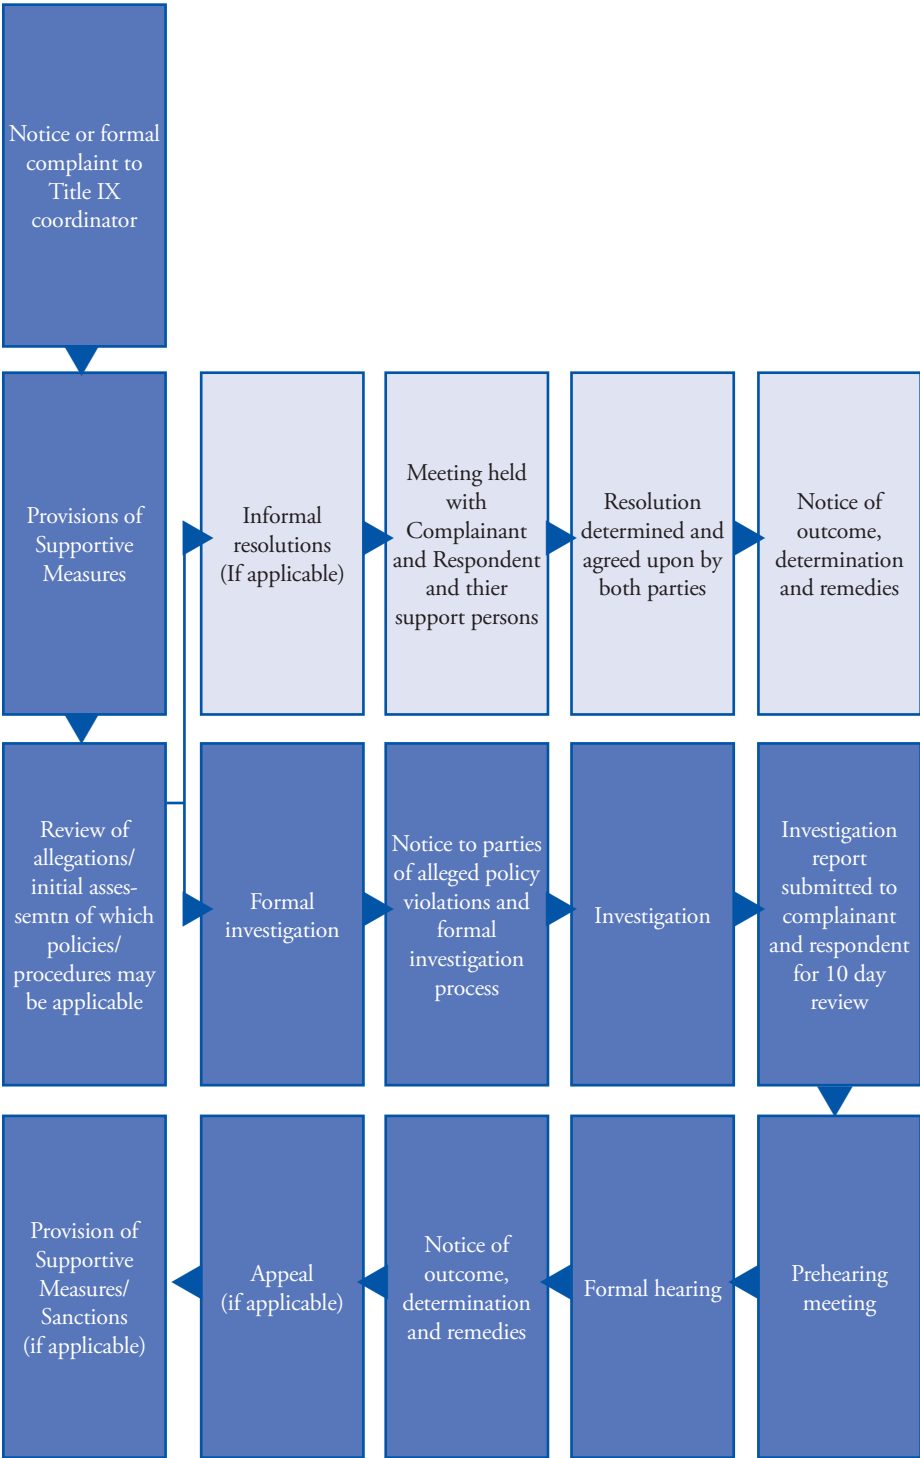 Notice or formal
complaint to
Title IX
coordinator
Provisions of
Supportive
Measures
Informal
resolutions
(If applicable)
Meeting held
with
Complainant
and Respondent
and thier
support persons
Resolution
determined and
agreed upon by
both parties
Notice of
outcome,
determination
and remedies
Review of
allegations/
initial asses-
semtn of which
policies/
procedures may
be applicable
Formal
investigation
Notice to parties
of alleged policy
violations and
formal
investigation
process
Investigation
Investigation
report
submitted to
complainant
and respondent
for 10 day
review
Prehearing
meeting
Formal hearing
Notice of
outcome,
determination
and remedies
Appeal
(if applicable)
Provision of
Supportive
Measures/
Sanctions
(if applicable)